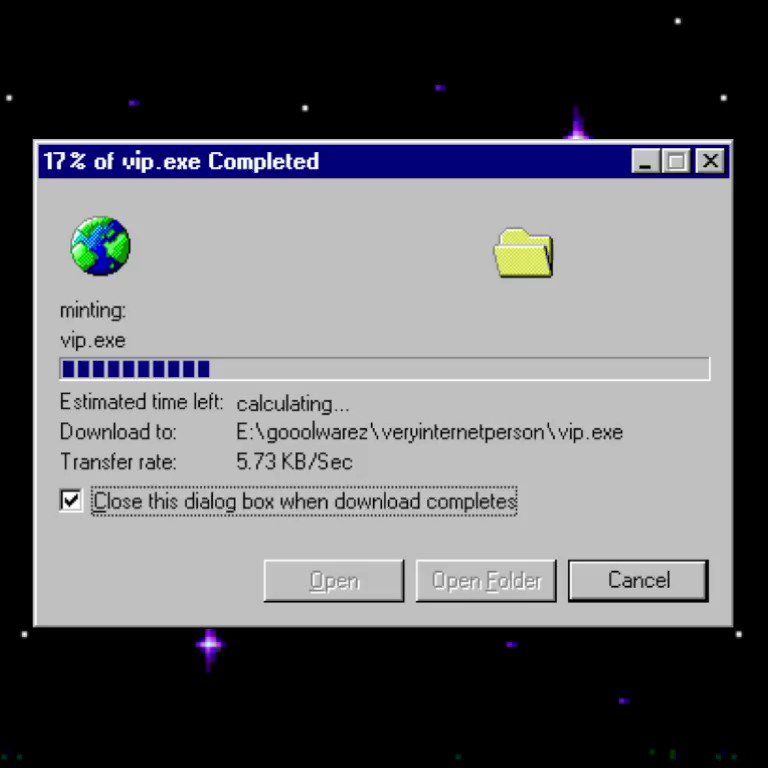 17% of vip.exe Completed
minting:
vip.exe
Estimated time left: calculating...
Download to: E:\gooolwarez\veryinternetperson\vip.exe
Transfer rate: 5.73 KB/Sec
Close this dialog box when download completes
Open Open Folder Cancel